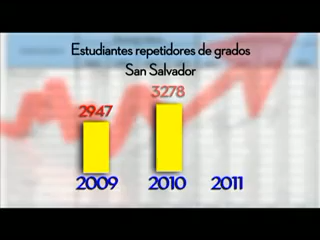 Estudiantes repetidores de grados
San Salvador
2947
3278
2009
2010
2011